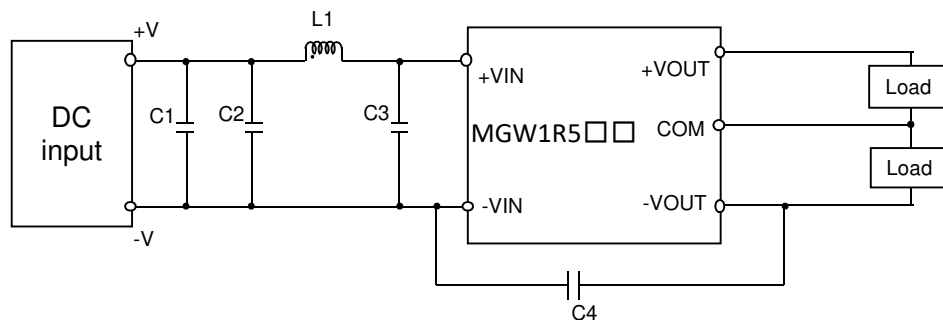 L1
+V
DC
input
-V
C1
C2
C3
+VIN
MGW1R5□□
-VIN
+VOUT
COM
-VOUT
Load
Load
C4